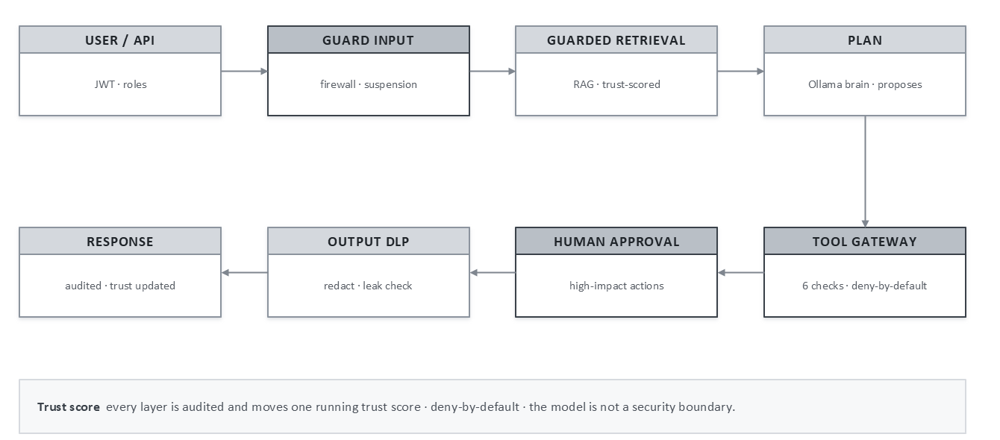 USER / API
JWT · roles
GUARD INPUT
firewall · suspension
GUARDED RETRIEVAL
RAG · trust-scored
PLAN
Ollama brain · proposes
RESPONSE
audited · trust updated
OUTPUT DLP
redact · leak check
HUMAN APPROVAL
high-impact actions
TOOL GATEWAY
6 checks · deny-by-default
Trust score every layer is audited and moves one running trust score · deny-by-default · the model is not a security boundary.